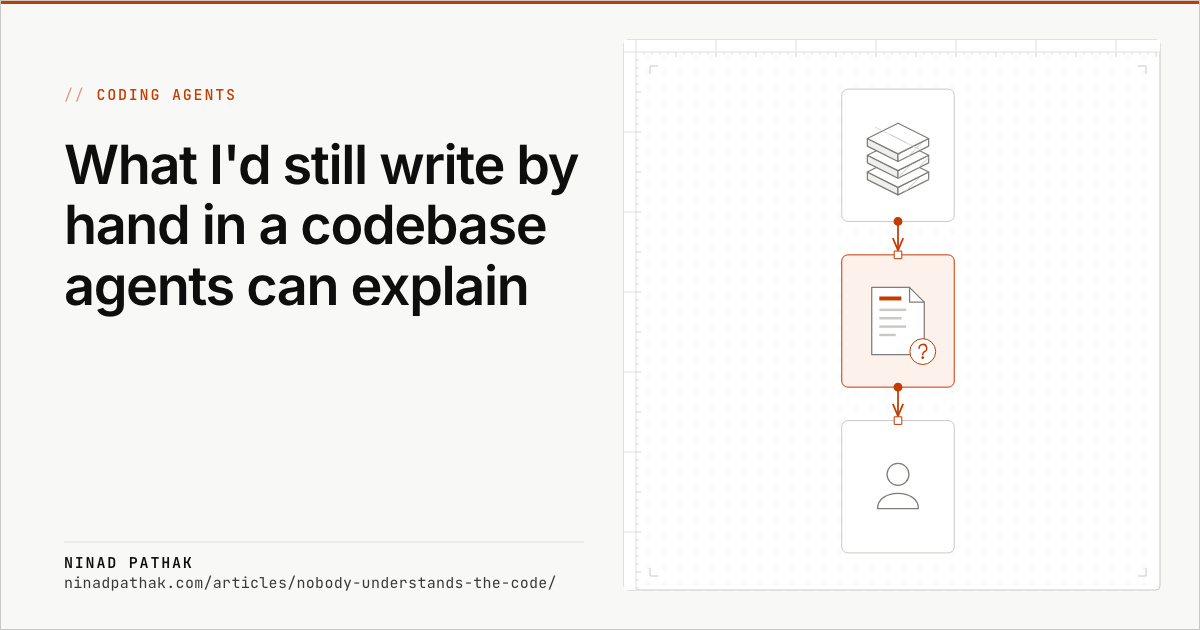 // CODING AGENTS
What I'd still write by
hand in a codebase
agents can explain
?
NINAD PATHAK
ninadpathak.com/articles/nobody-understands-the-code/